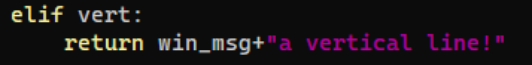 elif vert:
    return win_msg+"a vertical line!"